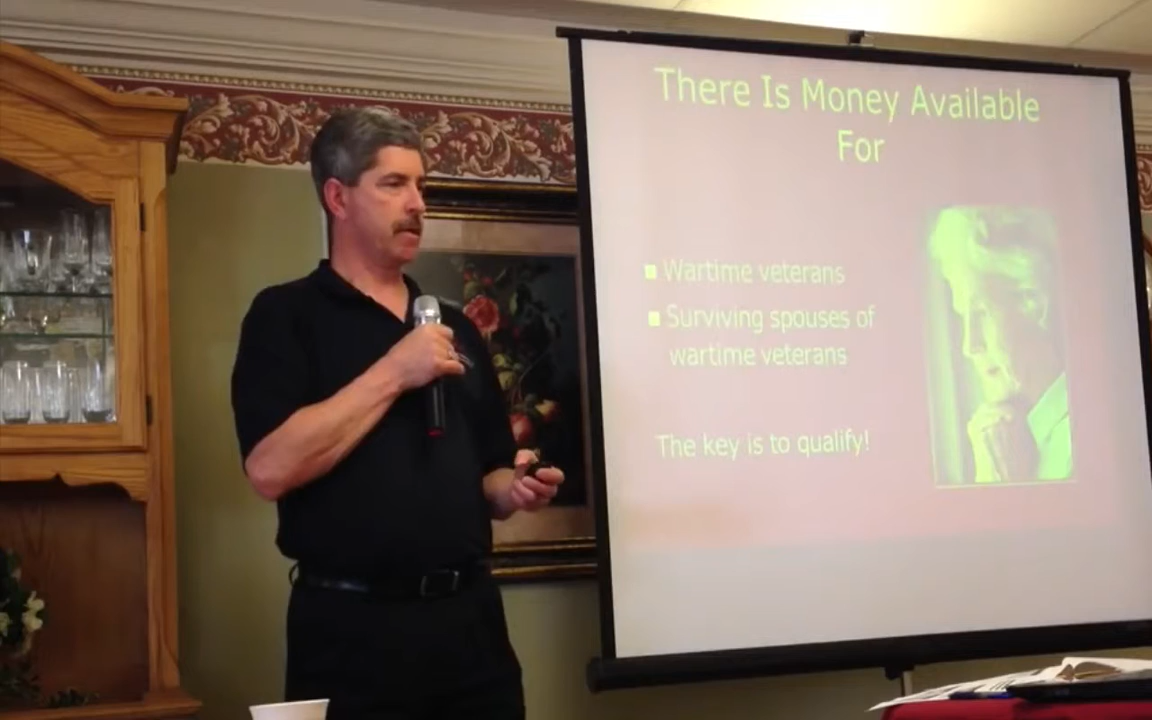 There Is Money Available
For
Wartime veterans
Surviving spouses of
wartime veterans
The key is to qualify!